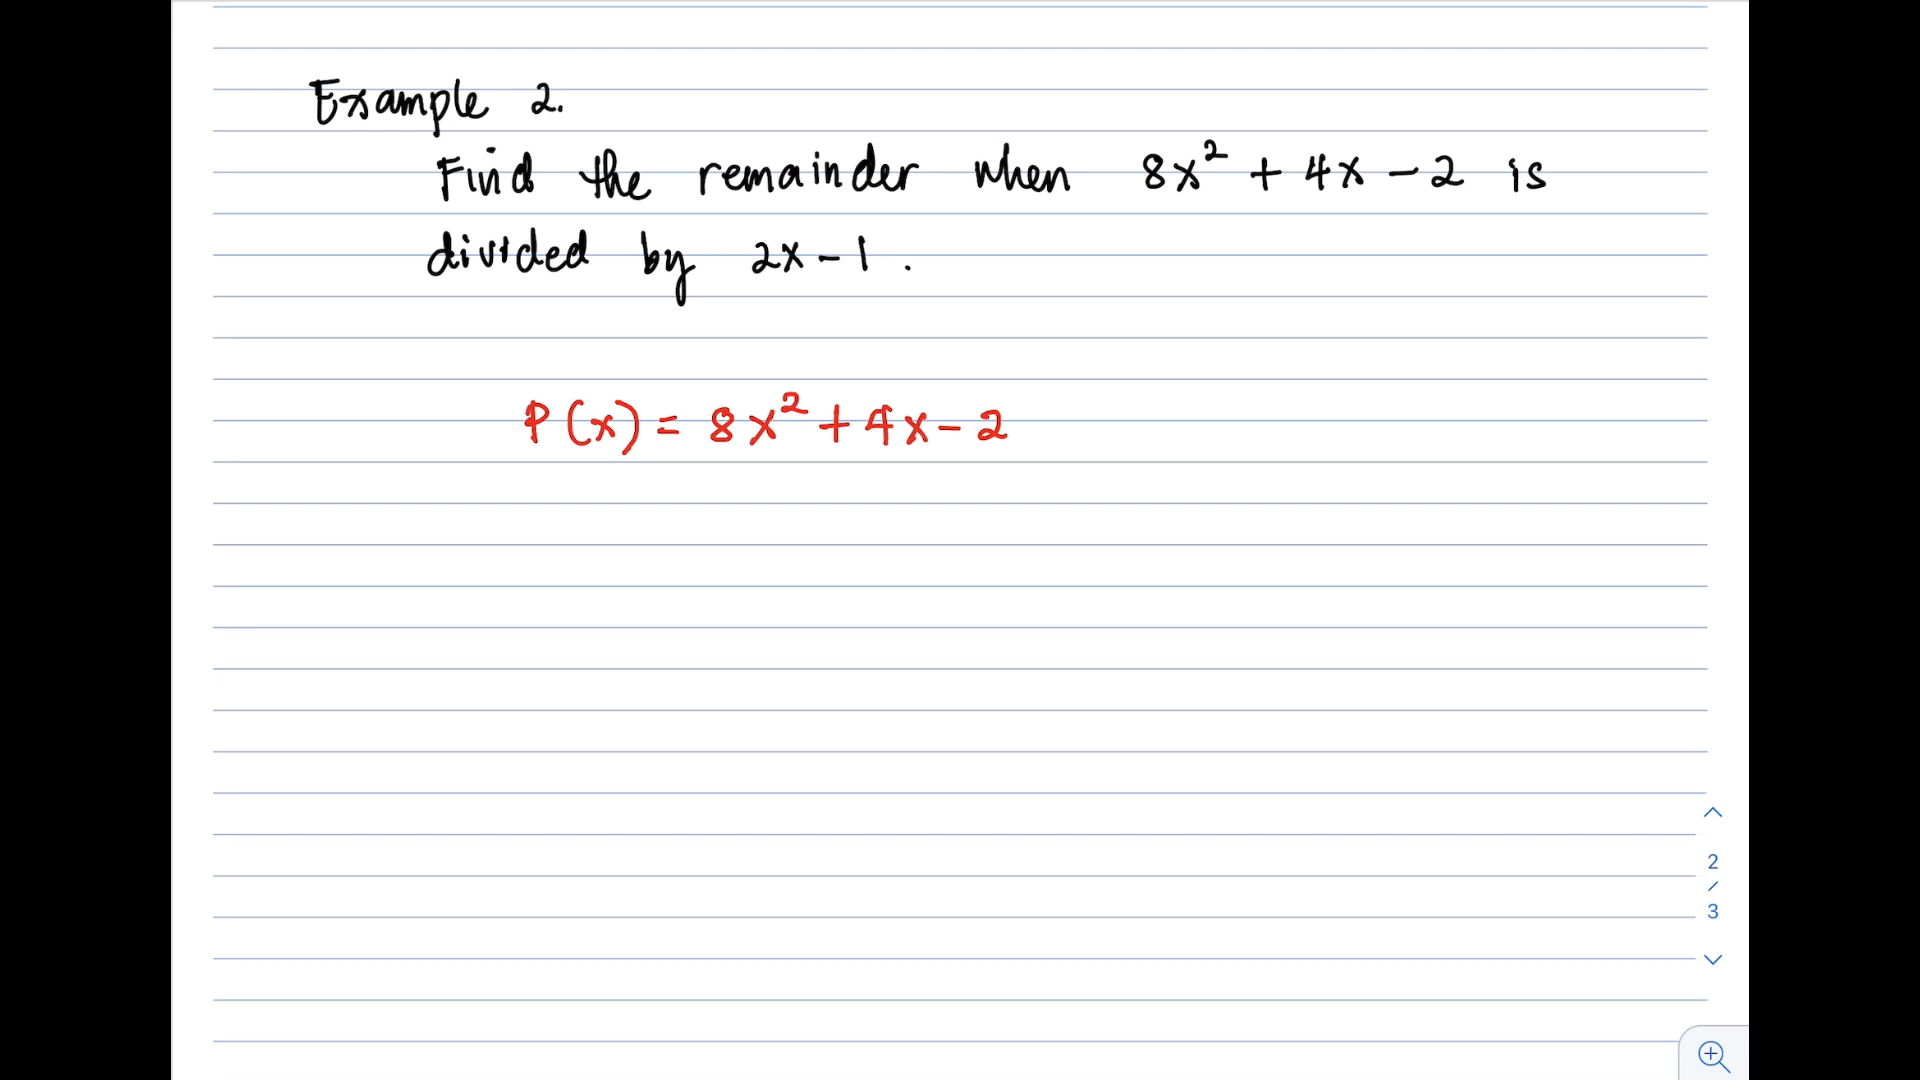 Example 2.
Find the remainder when 8x² + 4x - 2 is
divided by 2x - 1 .
P(x) = 8x² + 4x - 2
2
/
3